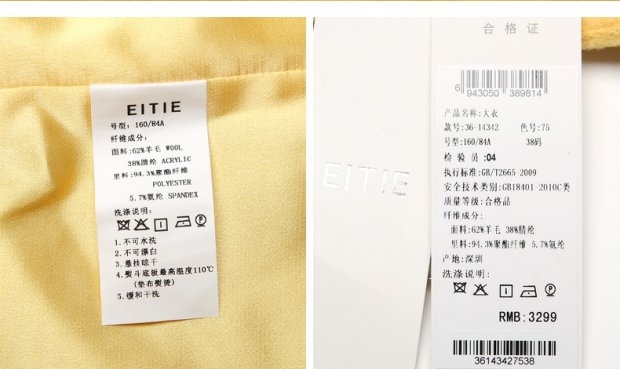 EITIE
号型:160/84A
纤维成分:
面料:62%羊毛 WOOL
38%腈纶 ACRYLIC
里料:94.3%聚酯纤维
POLYESTER
5.7%氨纶 SPANDEX
洗涤说明:
1.不可水洗
2.不可漂白
3.悬挂晾干
4.熨斗底板最高温度110℃
(垫布熨烫)
5.缓和干洗
EITIE
合格证
6 943050 389814
产品名称:大衣
款号:36-14342 色号:75
号型:160/84A 38码
检验员:04
执行标准:GB/T2665 2009
安全技术类别:GB18401-2010C类
质量等级:合格品
纤维成分:
面料:62%羊毛 38%腈纶
里料:94.3%聚酯纤维 5.7%氨纶
产地:深圳
洗涤说明:
RMB:3299
36143427538